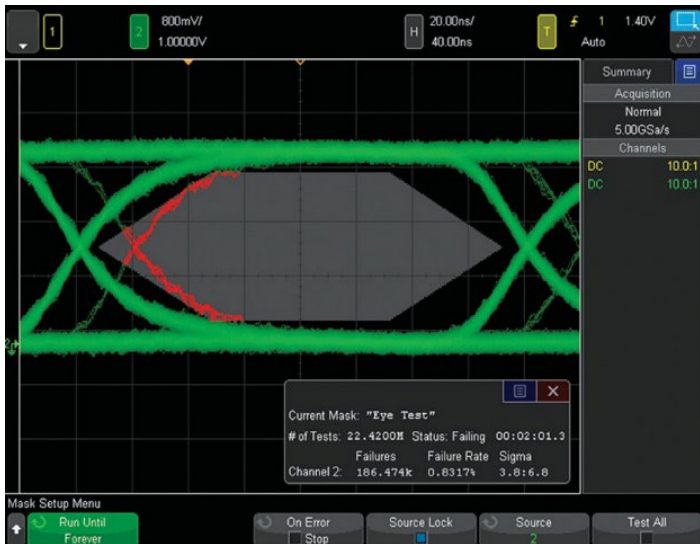 1
2
800mV/
1.00000V
H
20.00ns/
40.00ns
T
1
1.40V
Auto
Summary
Acquisition
Normal
5.00GSa/s
Channels
DC 10.0:1
DC 10.0:1
2
Current Mask: "Eye Test"
# of Tests: 22.4200M Status: Failing 00:02:01.3
Failures Failure Rate Sigma
Channel 2: 186.474k 0.8317% 3.8:6.8
Mask Setup Menu
Run Until
Forever
On Error
Stop
Source Lock
Source
2
Test All